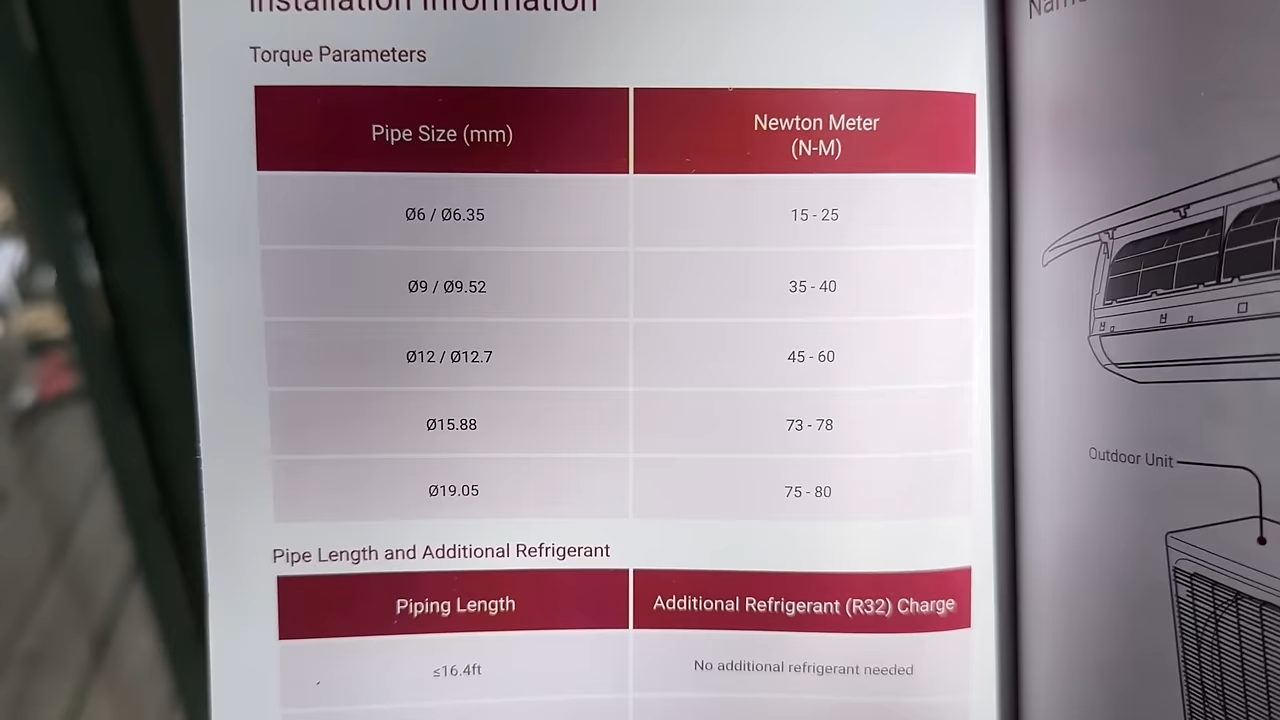 Installation Information
Torque Parameters
Pipe Size (mm)
Newton Meter
(N-M)
Ø6 / Ø6.35
15 - 25
Ø9 / Ø9.52
35 - 40
Ø12 / Ø12.7
45 - 60
Ø15.88
73 - 78
Ø19.05
75 - 80
Pipe Length and Additional Refrigerant
Piping Length
Additional Refrigerant (R32) Charge
≤16.4ft
No additional refrigerant needed
Outdoor Unit